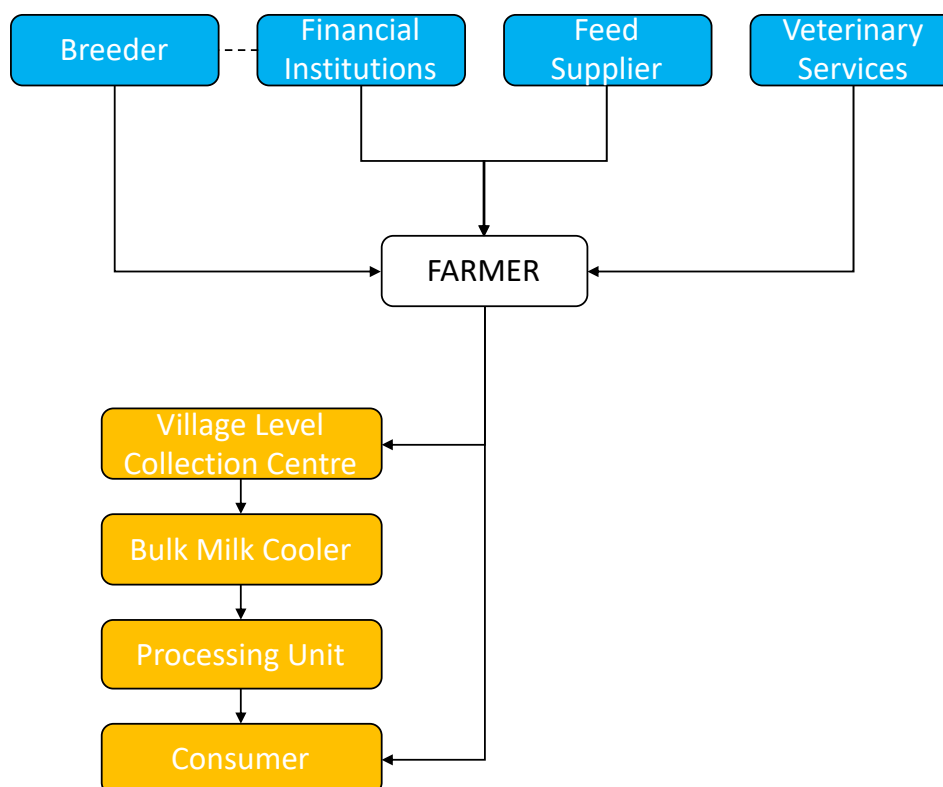 Breeder
Financial
Institutions
Feed
Supplier
Veterinary
Services
FARMER
Village Level
Collection Centre
Bulk Milk Cooler
Processing Unit
Consumer